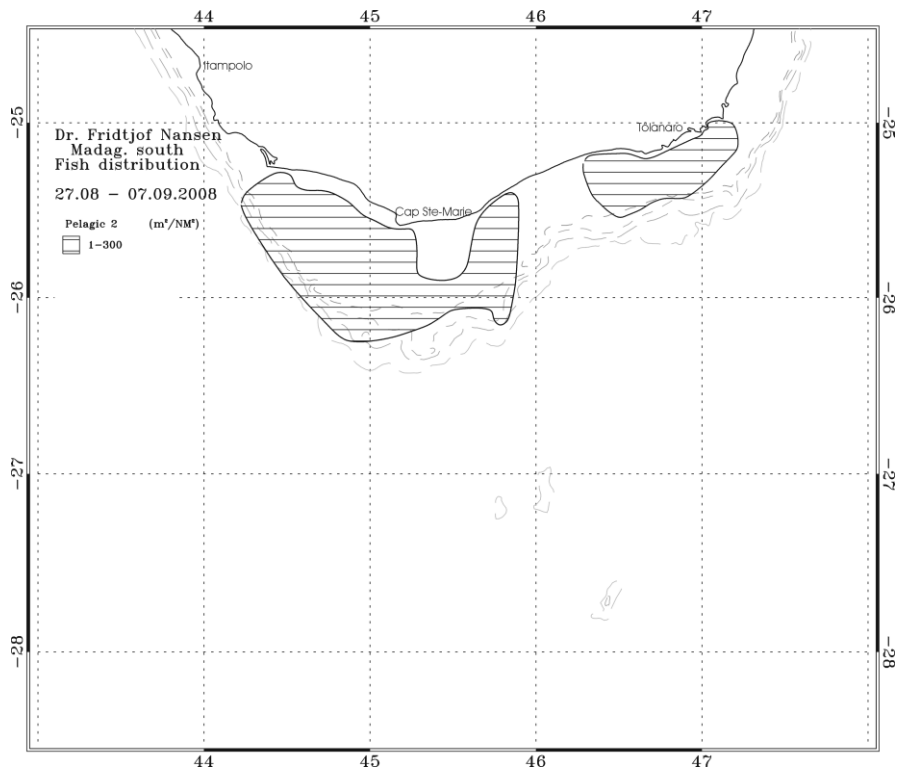 44 45 46 47
Itampolo
-25 -25
Tôlanaro
Dr. Fridtjof Nansen
Madag. south
Fish distribution
27.08 – 07.09.2008
Cap Ste-Marie
Pelagic 2 (m²/NM²)
1-300
-26 -26
-27 -27
-28 -28
44 45 46 47